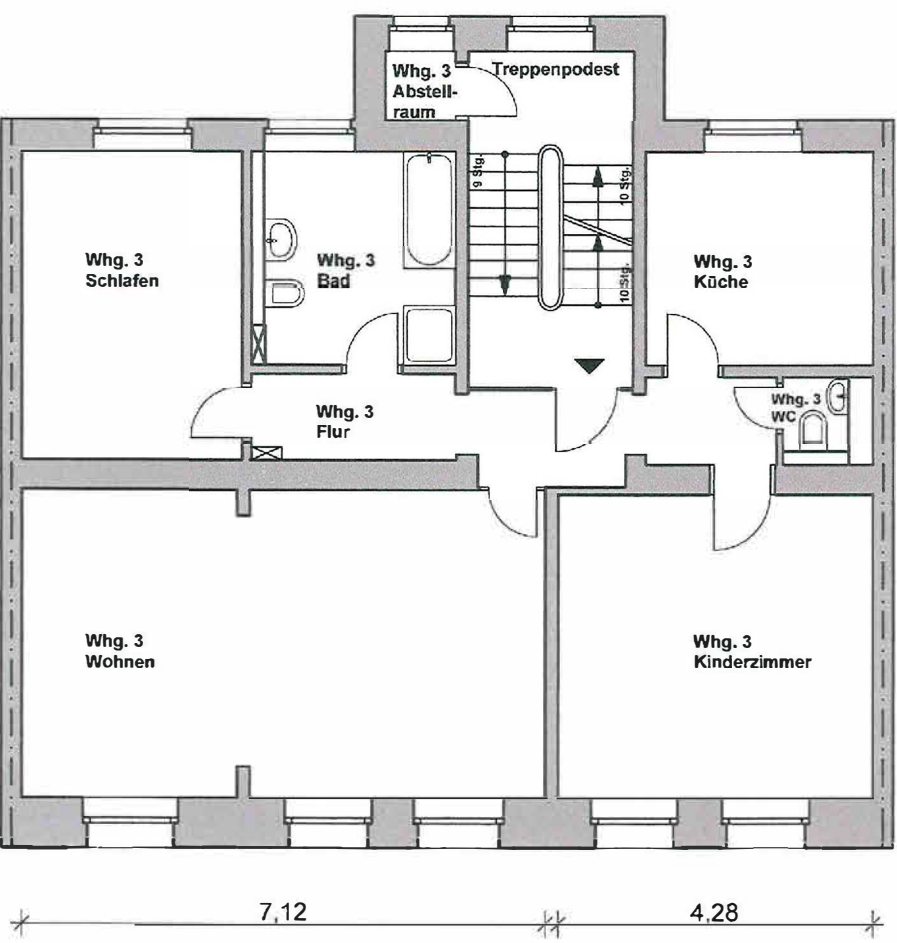 Whg. 3
Abstell-
raum
Treppenpodest
9 Stg.
10 Stg.
10 Stg.
Whg. 3
Schlafen
Whg. 3
Bad
Whg. 3
Küche
Whg. 3
Flur
Whg. 3
WC
Whg. 3
Wohnen
Whg. 3
Kinderzimmer
7,12
4,28